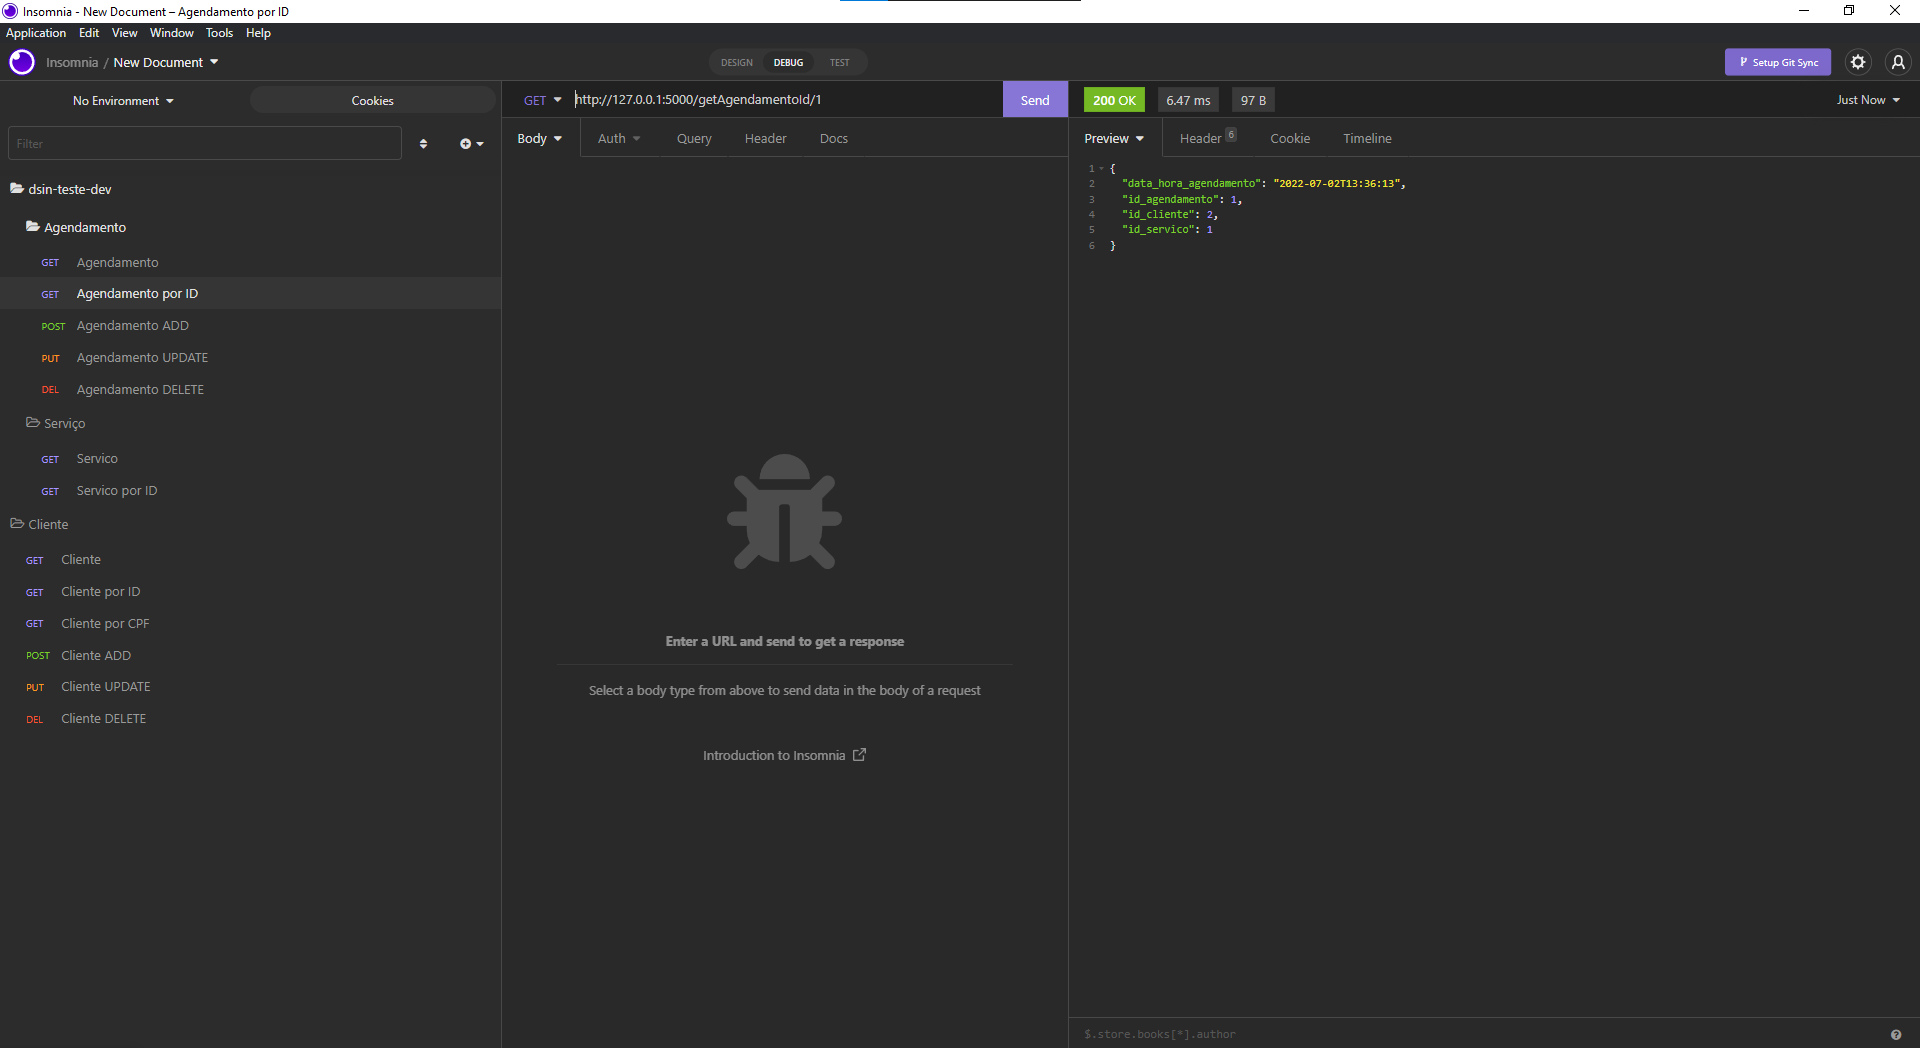 Insomnia - New Document – Agendamento por ID
Application Edit View Window Tools Help
Insomnia / New Document
DESIGN DEBUG TEST
Setup Git Sync
No Environment
Cookies
Filter
dsin-teste-dev
Agendamento
GET Agendamento
GET Agendamento por ID
POST Agendamento ADD
PUT Agendamento UPDATE
DEL Agendamento DELETE
Serviço
GET Servico
GET Servico por ID
Cliente
GET Cliente
GET Cliente por ID
GET Cliente por CPF
POST Cliente ADD
PUT Cliente UPDATE
DEL Cliente DELETE
GET http://127.0.0.1:5000/getAgendamentoId/1 Send
Body Auth Query Header Docs
Enter a URL and send to get a response
Select a body type from above to send data in the body of a request
Introduction to Insomnia
200 OK 6.47 ms 97 B Just Now
Preview Header 6 Cookie Timeline
1 {
2 "data_hora_agendamento": "2022-07-02T13:36:13",
3 "id_agendamento": 1,
4 "id_cliente": 2,
5 "id_servico": 1
6 }
$.store.books[*].author